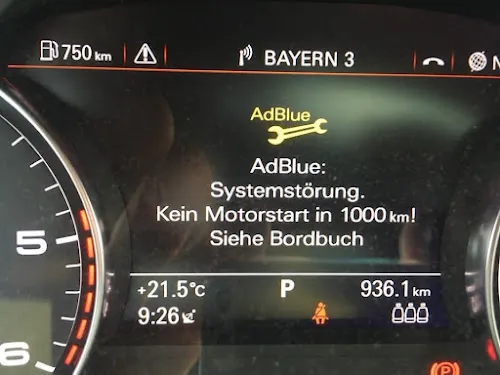 750 km
BAYERN 3
N
AdBlue
AdBlue:
Systemstörung.
Kein Motorstart in 1000 km!
Siehe Bordbuch
+21.5°C
P
936.1 km
9:26
5
6
P